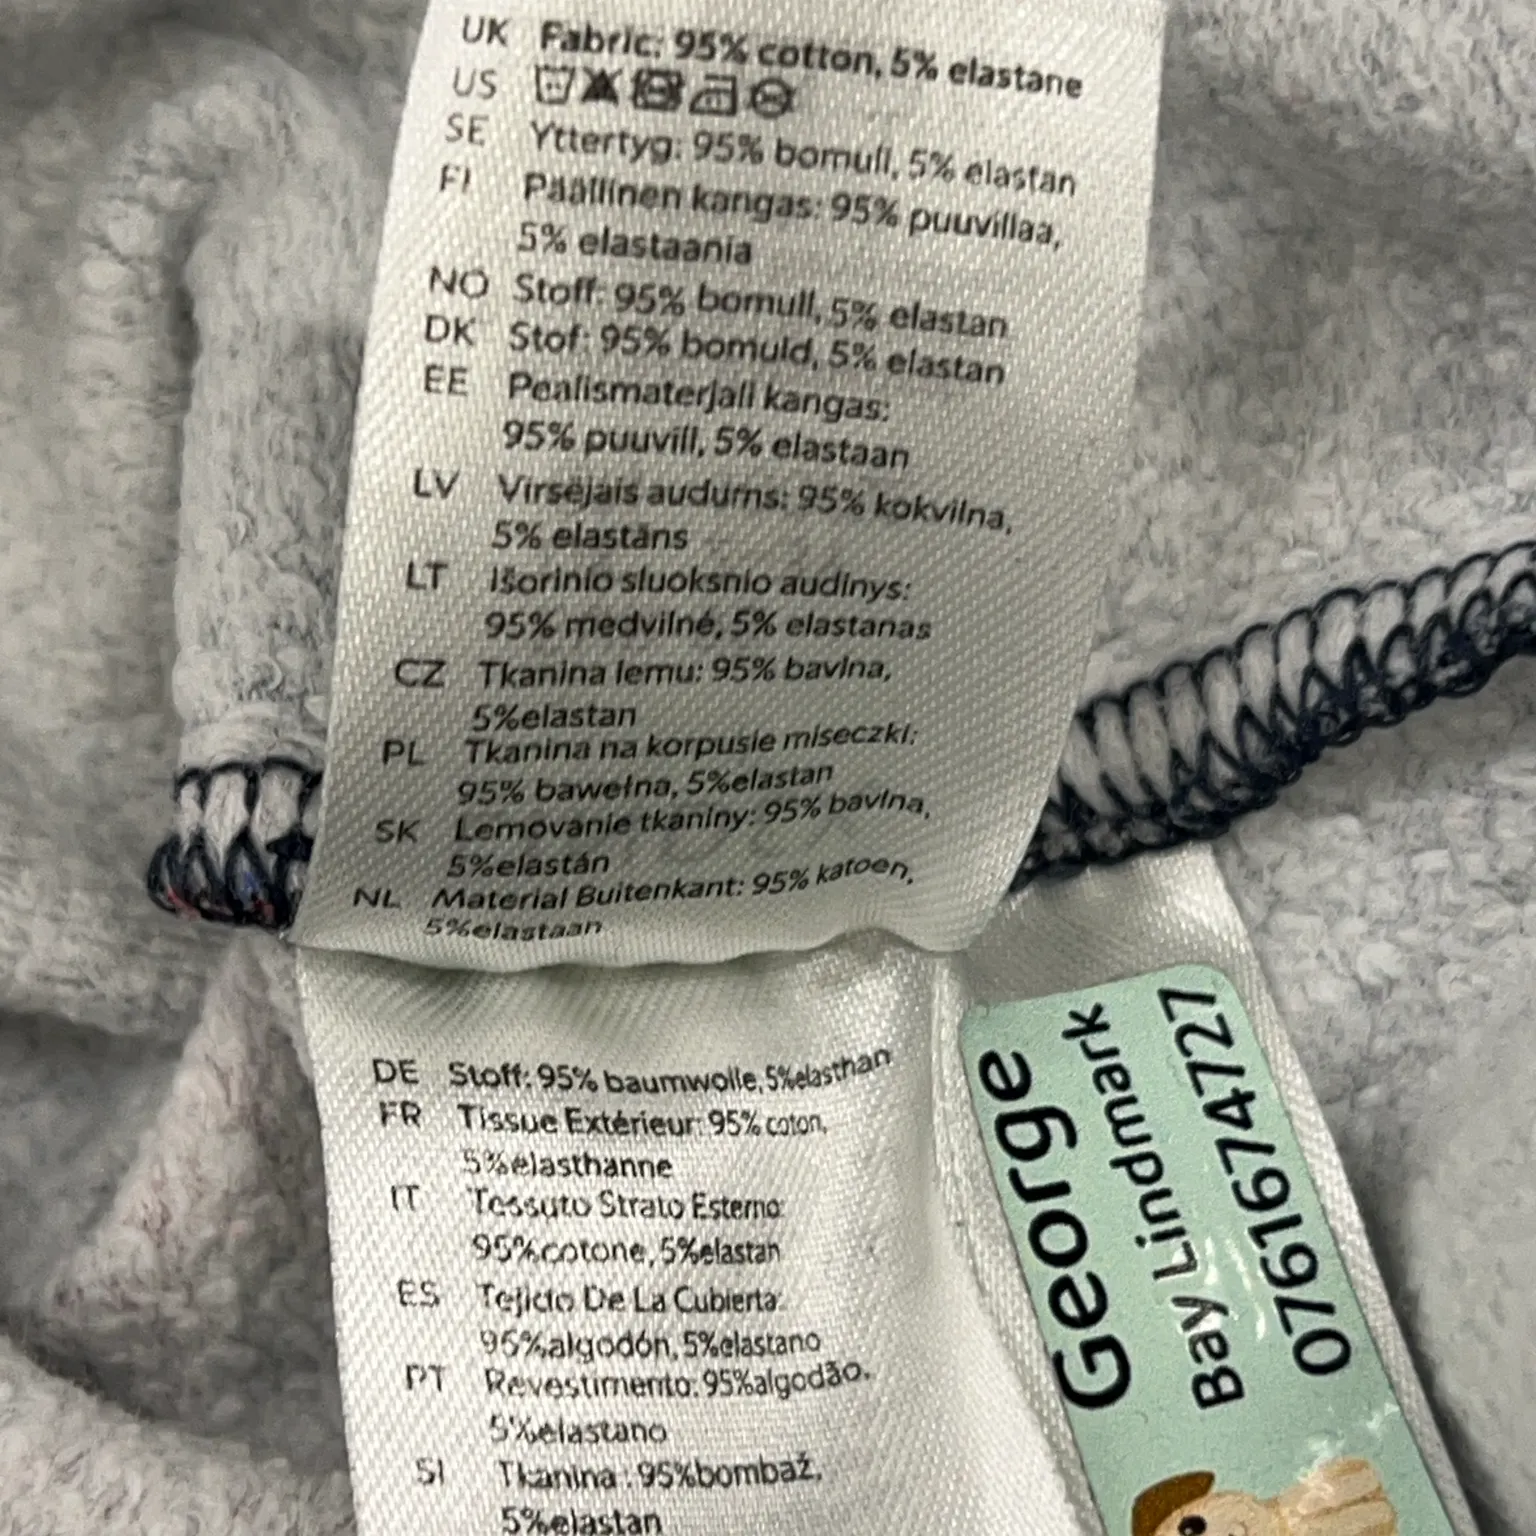 UK Fabric: 95% cotton, 5% elastane
US
SE Yttertyg: 95% bomull, 5% elastan
FI Päällinen kangas: 95% puuvillaa,
5% elastaania
NO Stoff: 95% bomull, 5% elastan
DK Stof: 95% bomuld, 5% elastan
EE Pealismaterjali kangas:
95% puuvill, 5% elastaan
LV Virsējais audums: 95% kokvilna,
5% elastāns
LT Išorinio sluoksnio audinys:
95% medvilnė, 5% elastanas
CZ Tkanina lemu: 95% bavlna,
5%elastan
PL Tkanina na korpusie miseczki:
95% bawełna, 5%elastan
SK Lemovanie tkaniny: 95% bavlna,
5%elastán
NL Material Buitenkant: 95% katoen,
5%elastaan
DE Stoff: 95% baumwolle, 5%elasthan
FR Tissue Extérieur: 95% coton,
5%élasthanne
IT Tessuto Strato Esterno:
95%cotone, 5%elastan
ES Tejido De La Cubierta:
95%algodón, 5%elastano
PT Revestimento: 95%algodão,
5%elastano
SI Tkanina : 95%bombaž,
5%elastan
George
Bay Lindmark
0761674727